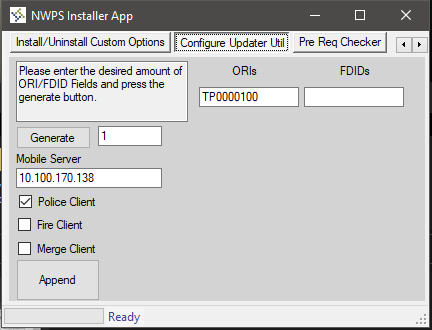 NWPS Installer App
Install/Uninstall Custom Options
Configure Updater Util
Pre Req Checker
Please enter the desired amount of
ORI/FDID Fields and press the
generate button.
ORIs
FDIDs
TP0000100
Generate
1
Mobile Server
10.100.170.138
Police Client
Fire Client
Merge Client
Append
Ready